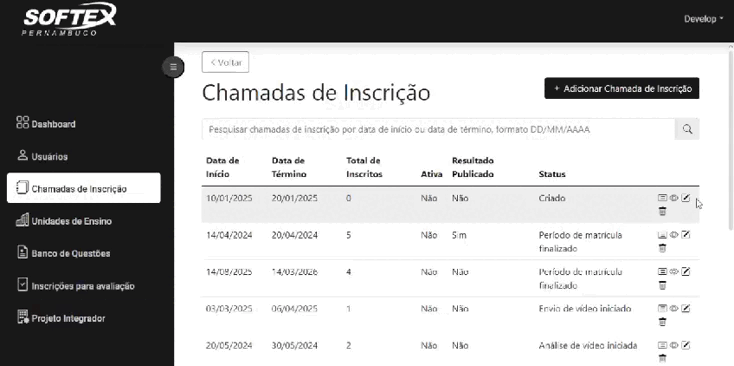 SOFTEX
PERNAMBUCO
Develop
< Voltar
Chamadas de Inscrição
+ Adicionar Chamada de Inscrição
Pesquisar chamadas de inscrição por data de início ou data de término, formato DD/MM/AAAA
Dashboard
Usuários
Chamadas de Inscrição
Unidades de Ensino
Banco de Questões
Inscrições para avaliação
Projeto Integrador
Data de Início Data de Término Total de Inscritos Ativa Resultado Publicado Status
10/01/2025 20/01/2025 0 Não Não Criado
14/04/2024 20/04/2024 5 Não Sim Período de matrícula finalizado
14/08/2025 14/03/2026 4 Não Não Período de matrícula finalizado
03/03/2025 06/04/2025 1 Não Não Envio de vídeo iniciado
20/05/2024 30/05/2024 2 Não Não Análise de vídeo iniciada